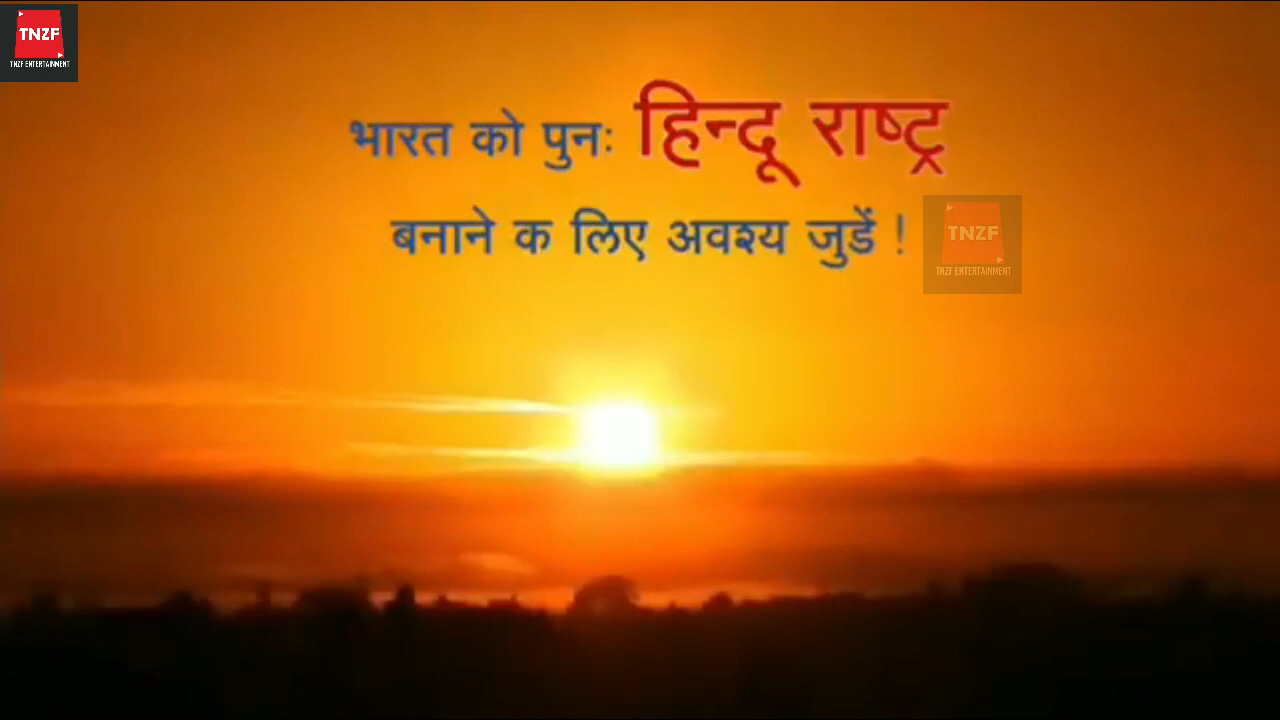 TNZF
TNZF ENTERTAINMENT
भारत को पुनः हिन्दू राष्ट्र
बनाने क लिए अवश्य जुडें !
TNZF
TNZF ENTERTAINMENT